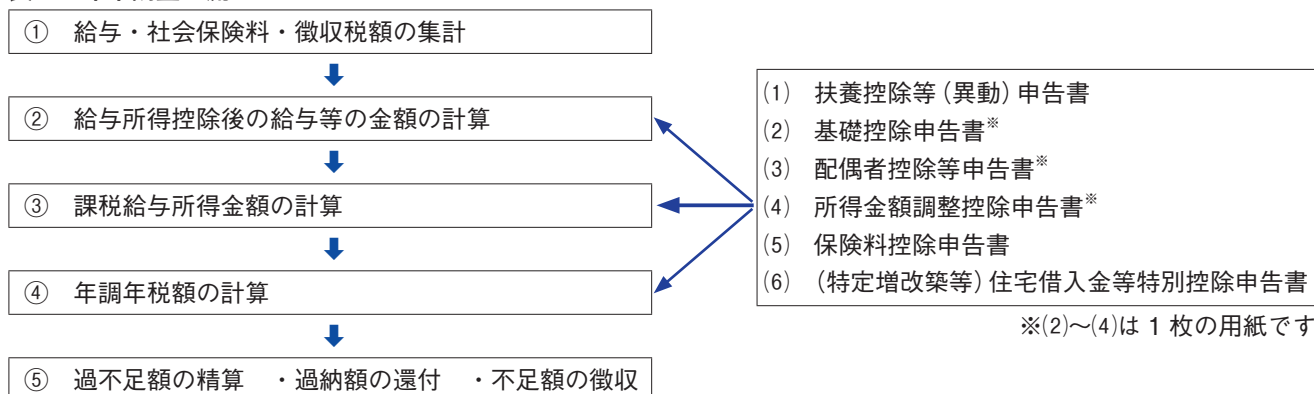 ① 給与・社会保険料・徴収税額の集計
② 給与所得控除後の給与等の金額の計算
③ 課税給与所得金額の計算
④ 年調年税額の計算
⑤ 過不足額の精算 ・過納額の還付 ・不足額の徴収
⑴ 扶養控除等(異動)申告書
⑵ 基礎控除申告書※
⑶ 配偶者控除等申告書※
⑷ 所得金額調整控除申告書※
⑸ 保険料控除申告書
⑹ (特定増改築等)住宅借入金等特別控除申告書
※⑵~⑷は 1 枚の用紙です